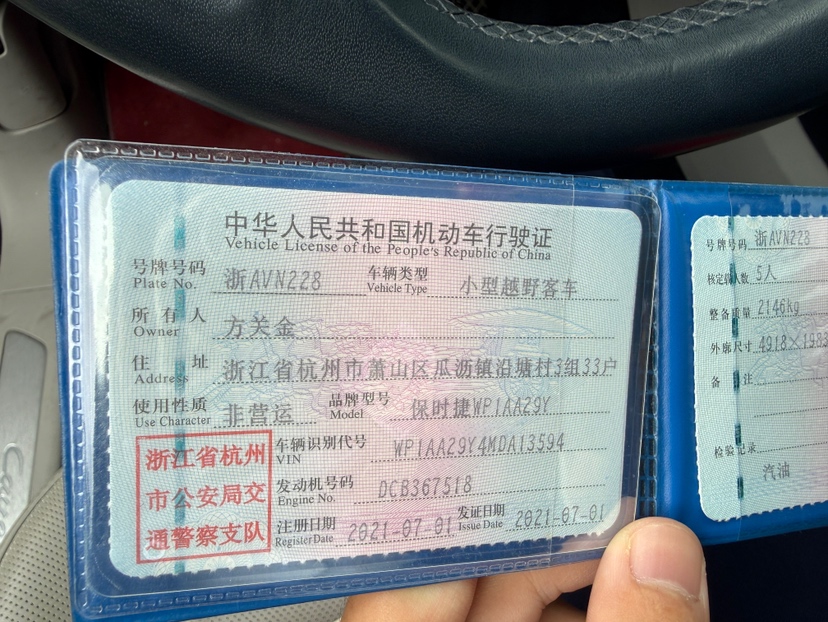 中华人民共和国机动车行驶证
Vehicle License of the People's Republic of China
号牌号码 浙AVN228 车辆类型 小型越野客车
Plate No. Vehicle Type
所有人 方关金
Owner
住址 浙江省杭州市萧山区瓜沥镇沿塘村3组33户
Address
使用性质 非营运 品牌型号 保时捷WP1AA29Y
Use Character Model
浙江省杭州
市公安局交
通警察支队
车辆识别代号 WP1AA29Y4MDA13594
VIN
发动机号码 DCB367518
Engine No.
注册日期 2021-07-01 发证日期 2021-07-01
Register Date Issue Date
号牌号码 浙AVN228
核定载人数 5人
整备质量 2146kg
外廓尺寸 4918×1983
备注
检验记录
汽油